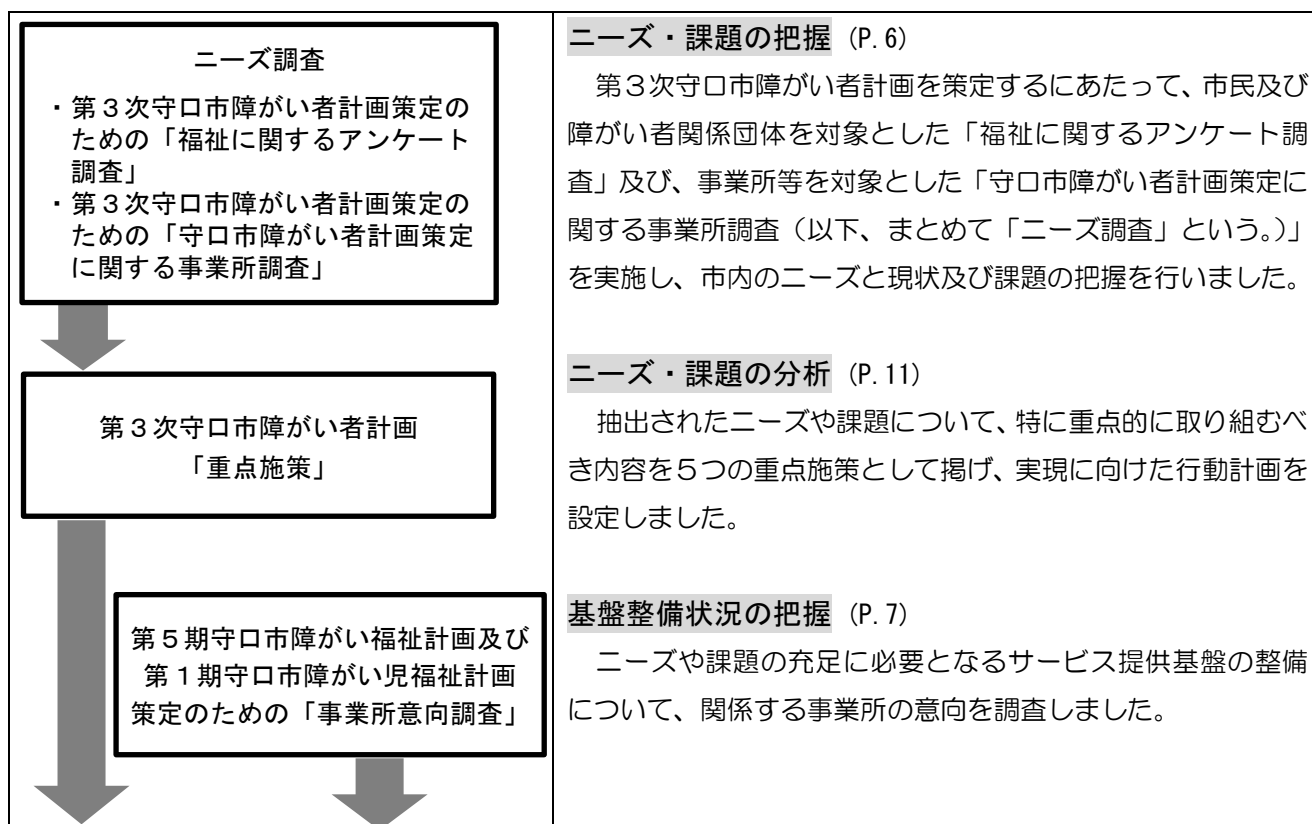 ニーズ調査
・第３次守口市障がい者計画策定の
ための「福祉に関するアンケート
調査」
・第３次守口市障がい者計画策定の
ための「守口市障がい者計画策定
に関する事業所調査」
第３次守口市障がい者計画
「重点施策」
第５期守口市障がい福祉計画及び
第１期守口市障がい児福祉計画
策定のための「事業所意向調査」
ニーズ・課題の把握 (P.6)
第３次守口市障がい者計画を策定するにあたって、市民及び
障がい者関係団体を対象とした「福祉に関するアンケート調
査」及び、事業所等を対象とした「守口市障がい者計画策定に
関する事業所調査（以下、まとめて「ニーズ調査」という。）」
を実施し、市内のニーズと現状及び課題の把握を行いました。
ニーズ・課題の分析 (P.11)
抽出されたニーズや課題について、特に重点的に取り組むべ
き内容を５つの重点施策として掲げ、実現に向けた行動計画を
設定しました。
基盤整備状況の把握 (P.7)
ニーズや課題の充足に必要となるサービス提供基盤の整備
について、関係する事業所の意向を調査しました。